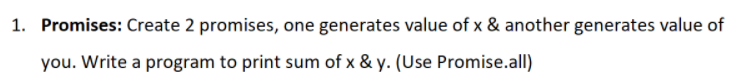 1. Promises: Create 2 promises, one generates value of x & another generates value of
you. Write a program to print sum of x & y. (Use Promise.all)